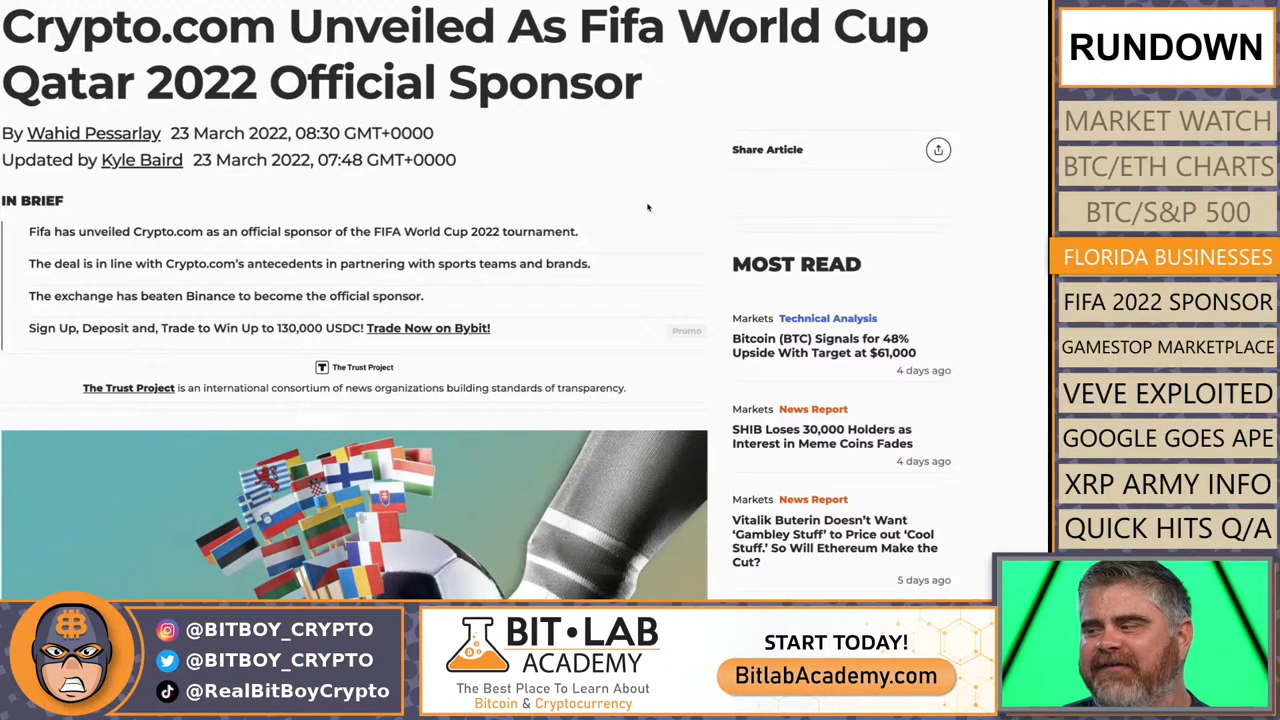 Crypto.com Unveiled As Fifa World Cup
Qatar 2022 Official Sponsor
By Wahid Pessarlay 23 March 2022, 08:30 GMT+0000
Updated by Kyle Baird 23 March 2022, 07:48 GMT+0000
IN BRIEF
Fifa has unveiled Crypto.com as an official sponsor of the FIFA World Cup 2022 tournament.
The deal is in line with Crypto.com's antecedents in partnering with sports teams and brands.
The exchange has beaten Binance to become the official sponsor.
Sign Up, Deposit and, Trade to Win Up to 130,000 USDC! Trade Now on Bybit!
Promo
The Trust Project
The Trust Project is an international consortium of news organizations building standards of transparency.
Share Article
MOST READ
Markets Technical Analysis
Bitcoin (BTC) Signals for 48%
Upside With Target at $61,000
4 days ago
Markets News Report
SHIB Loses 30,000 Holders as
Interest in Meme Coins Fades
4 days ago
Markets News Report
Vitalik Buterin Doesn't Want
'Gambley Stuff' to Price out 'Cool
Stuff.' So Will Ethereum Make the
Cut?
5 days ago
RUNDOWN
MARKET WATCH
BTC/ETH CHARTS
BTC/S&P 500
FLORIDA BUSINESSES
FIFA 2022 SPONSOR
GAMESTOP MARKETPLACE
VEVE EXPLOITED
GOOGLE GOES APE
XRP ARMY INFO
QUICK HITS Q/A
@BITBOY_CRYPTO
@BITBOY_CRYPTO
@RealBitBoyCrypto
BIT•LAB
ACADEMY
The Best Place To Learn About
Bitcoin & Cryptocurrency
START TODAY!
BitlabAcademy.com